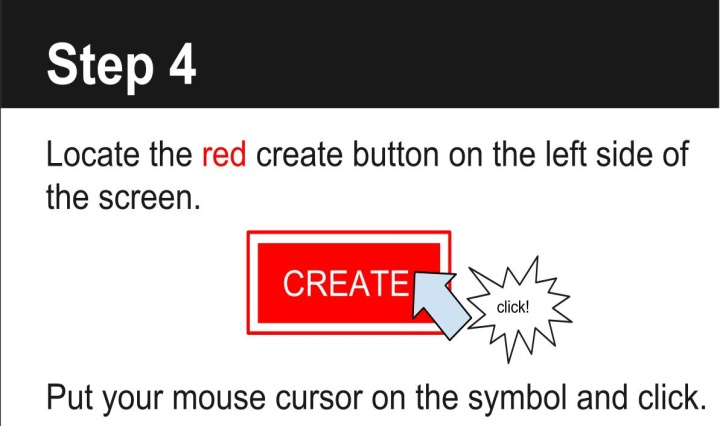 Step 4
Locate the red create button on the left side of
the screen.
CREATE
click!
Put your mouse cursor on the symbol and click.